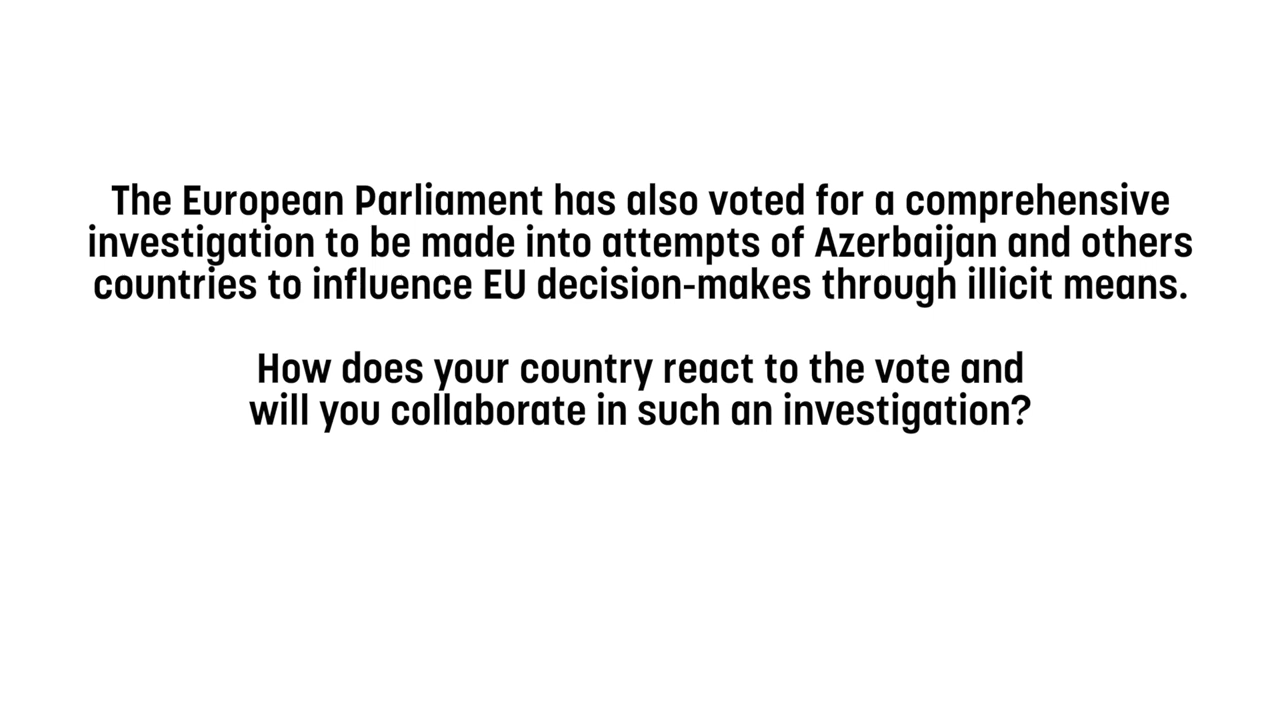 The European Parliament has also voted for a comprehensive
investigation to be made into attempts of Azerbaijan and others
countries to influence EU decision-makes through illicit means.
How does your country react to the vote and
will you collaborate in such an investigation?